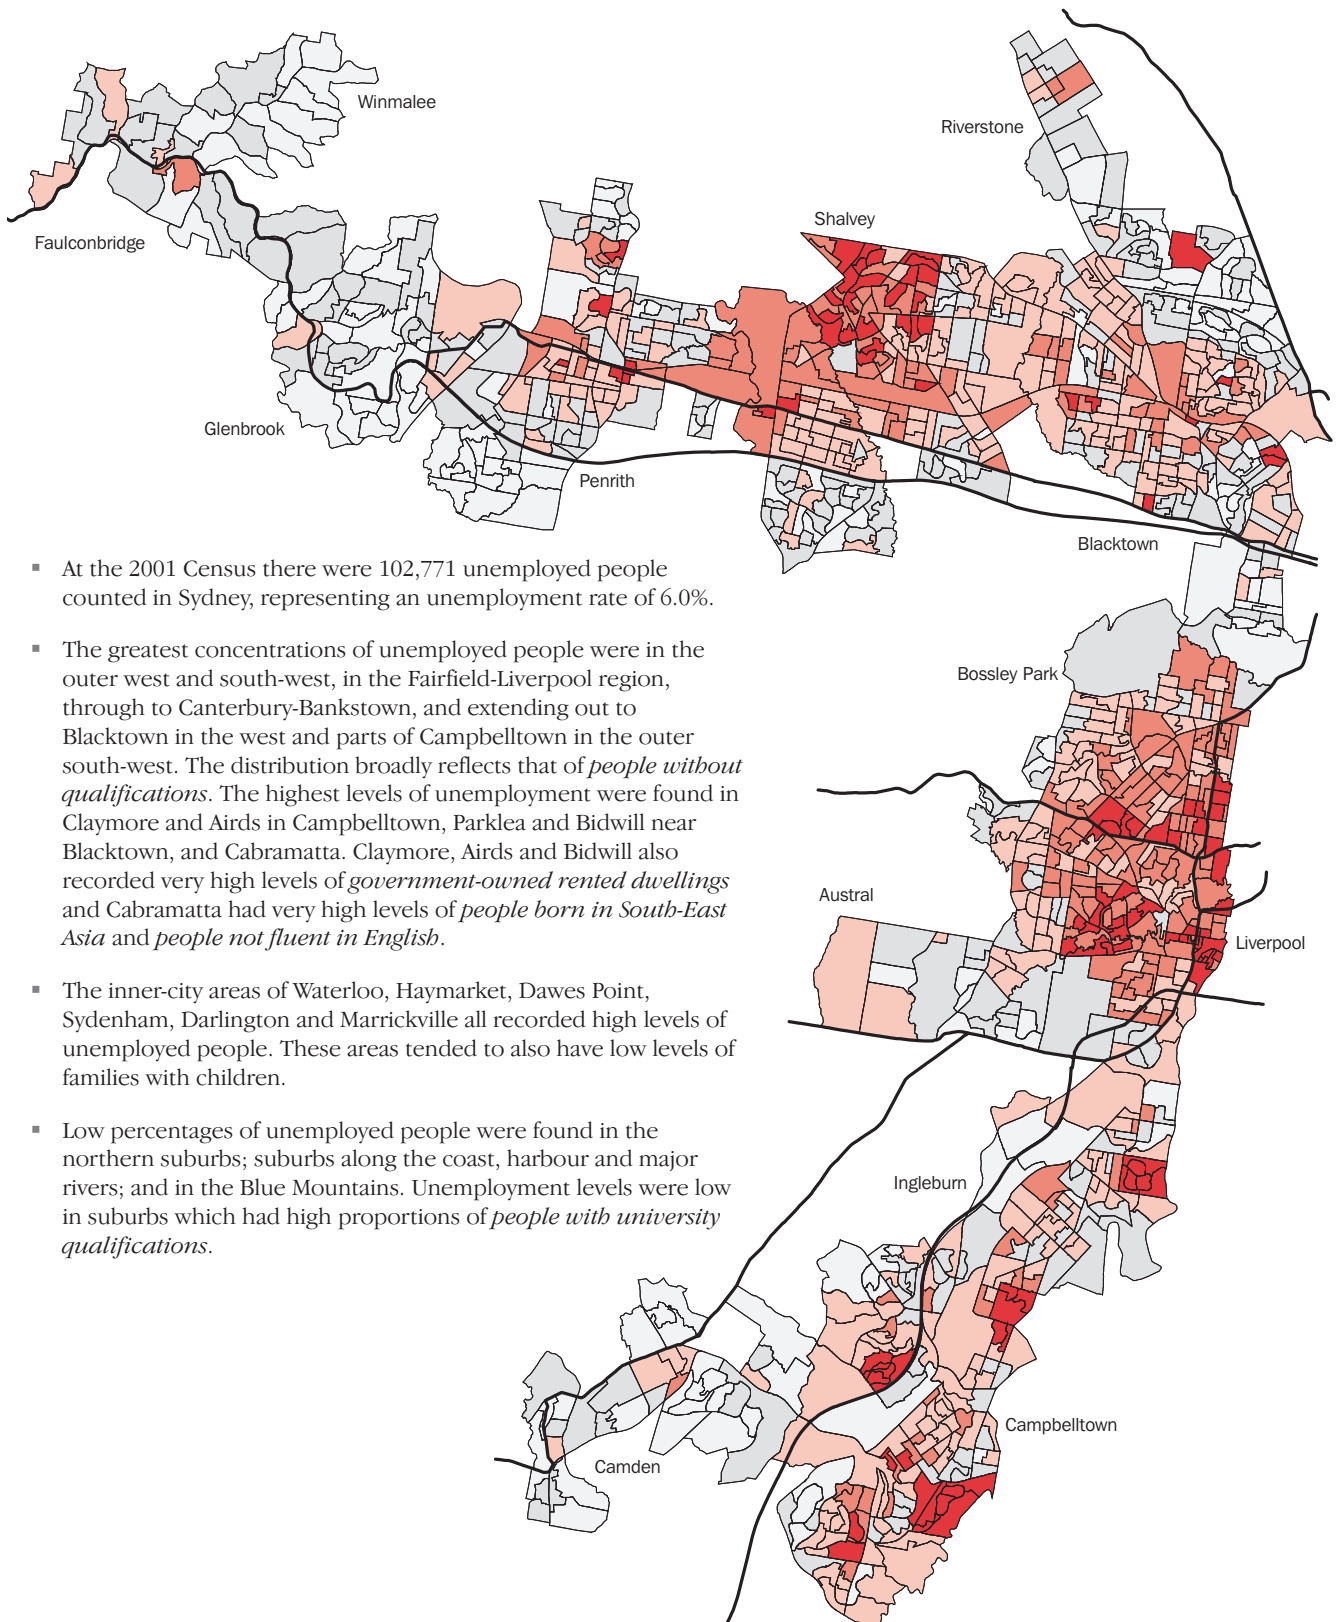 Winmalee
Riverstone
Shalvey
Faulconbridge
Glenbrook
Penrith
Blacktown
▪ At the 2001 Census there were 102,771 unemployed people
counted in Sydney, representing an unemployment rate of 6.0%.
▪ The greatest concentrations of unemployed people were in the
outer west and south-west, in the Fairfield-Liverpool region,
through to Canterbury-Bankstown, and extending out to
Blacktown in the west and parts of Campbelltown in the outer
south-west. The distribution broadly reflects that of people without
qualifications. The highest levels of unemployment were found in
Claymore and Airds in Campbelltown, Parklea and Bidwill near
Blacktown, and Cabramatta. Claymore, Airds and Bidwill also
recorded very high levels of government-owned rented dwellings
and Cabramatta had very high levels of people born in South-East
Asia and people not fluent in English.
▪ The inner-city areas of Waterloo, Haymarket, Dawes Point,
Sydenham, Darlington and Marrickville all recorded high levels of
unemployed people. These areas tended to also have low levels of
families with children.
▪ Low percentages of unemployed people were found in the
northern suburbs; suburbs along the coast, harbour and major
rivers; and in the Blue Mountains. Unemployment levels were low
in suburbs which had high proportions of people with university
qualifications.
Bossley Park
Austral
Liverpool
Ingleburn
Campbelltown
Camden